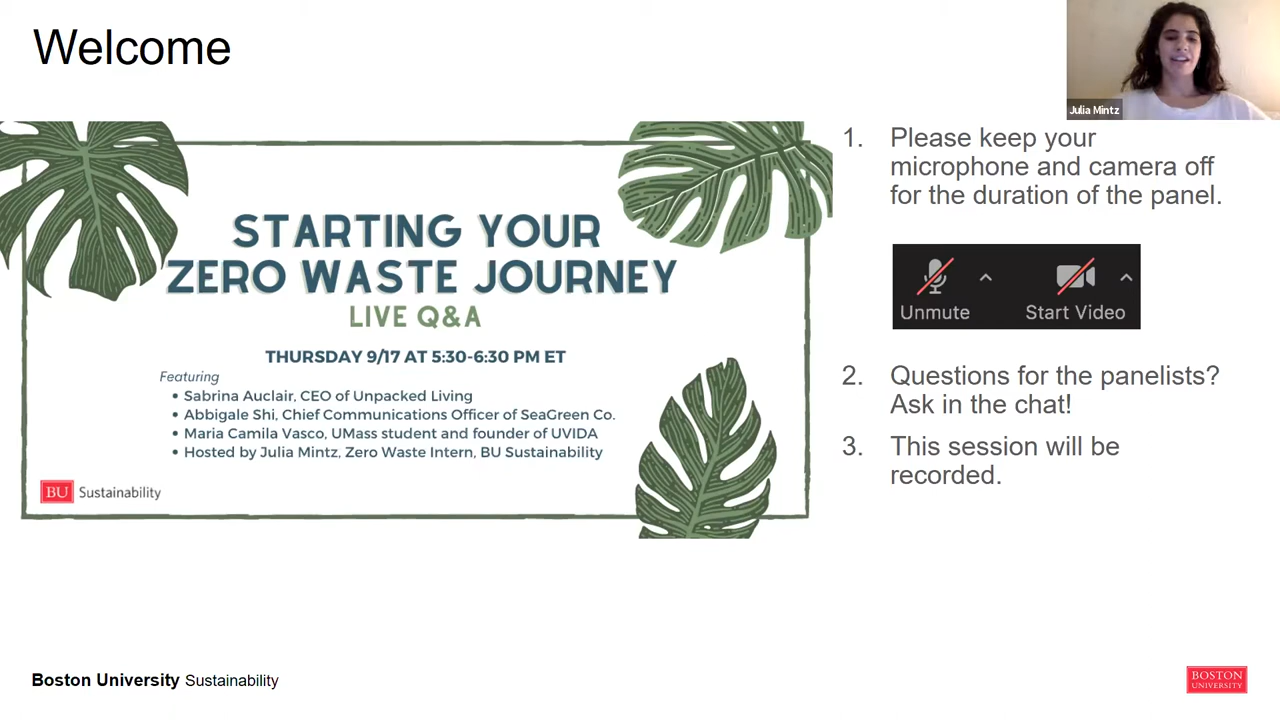 Welcome
Julia Mintz
STARTING YOUR
ZERO WASTE JOURNEY
LIVE Q&A
THURSDAY 9/17 AT 5:30-6:30 PM ET
Featuring
• Sabrina Auclair, CEO of Unpacked Living
• Abbigale Shi, Chief Communications Officer of SeaGreen Co.
• Maria Camila Vasco, UMass student and founder of UVIDA
• Hosted by Julia Mintz, Zero Waste Intern, BU Sustainability
BU Sustainability
1. Please keep your
microphone and camera off
for the duration of the panel.
Unmute Start Video
2. Questions for the panelists?
Ask in the chat!
3. This session will be
recorded.
Boston University Sustainability
BOSTON
UNIVERSITY